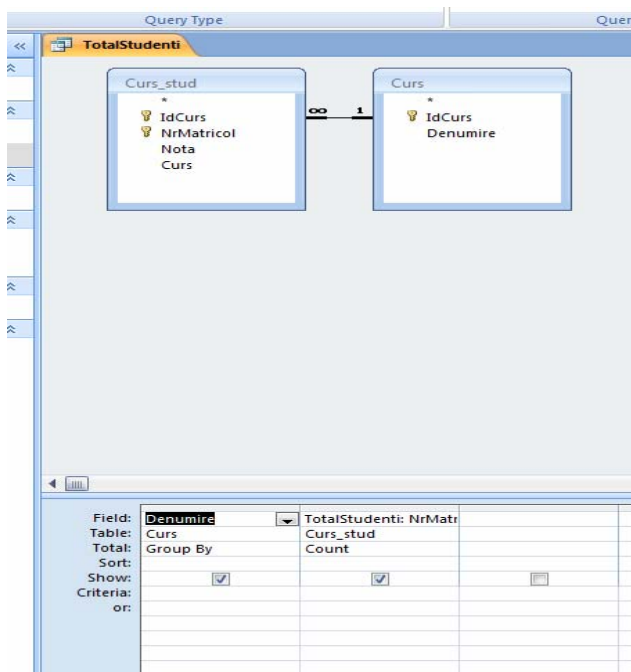 Query Type
Quer
TotalStudenti
Curs_stud
*
IdCurs
NrMatricol
Nota
Curs
∞ 1
Curs
*
IdCurs
Denumire
Field: Denumire TotalStudenti: NrMatr
Table: Curs Curs_stud
Total: Group By Count
Sort:
Show:
Criteria:
or: